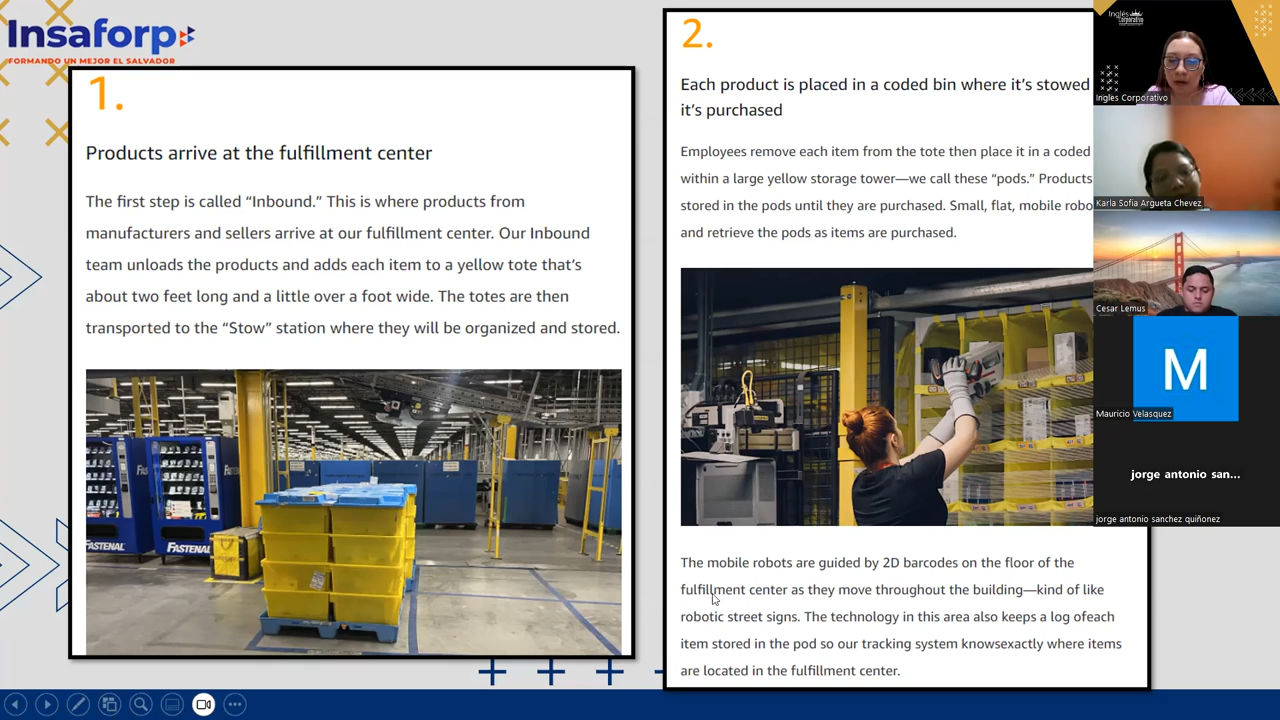 Insaforp
FORMANDO UN MEJOR EL SALVADOR
1.
Products arrive at the fulfillment center
The first step is called “Inbound.” This is where products from
manufacturers and sellers arrive at our fulfillment center. Our Inbound
team unloads the products and adds each item to a yellow tote that’s
about two feet long and a little over a foot wide. The totes are then
transported to the “Stow” station where they will be organized and stored.
FASTENAL
FASTENAL
2.
Each product is placed in a coded bin where it’s stowed
it’s purchased
Employees remove each item from the tote then place it in a coded
within a large yellow storage tower—we call these “pods.” Products
stored in the pods until they are purchased. Small, flat, mobile robo
and retrieve the pods as items are purchased.
The mobile robots are guided by 2D barcodes on the floor of the
fulfillment center as they move throughout the building—kind of like
robotic street signs. The technology in this area also keeps a log ofeach
item stored in the pod so our tracking system knowsexactly where items
are located in the fulfillment center.
Inglés
Corporativo
Ingles Corporativo
Karla Sofia Argueta Chevez
Cesar Lemus
M
Mauricio Velasquez
jorge antonio san...
jorge antonio sanchez quiñonez